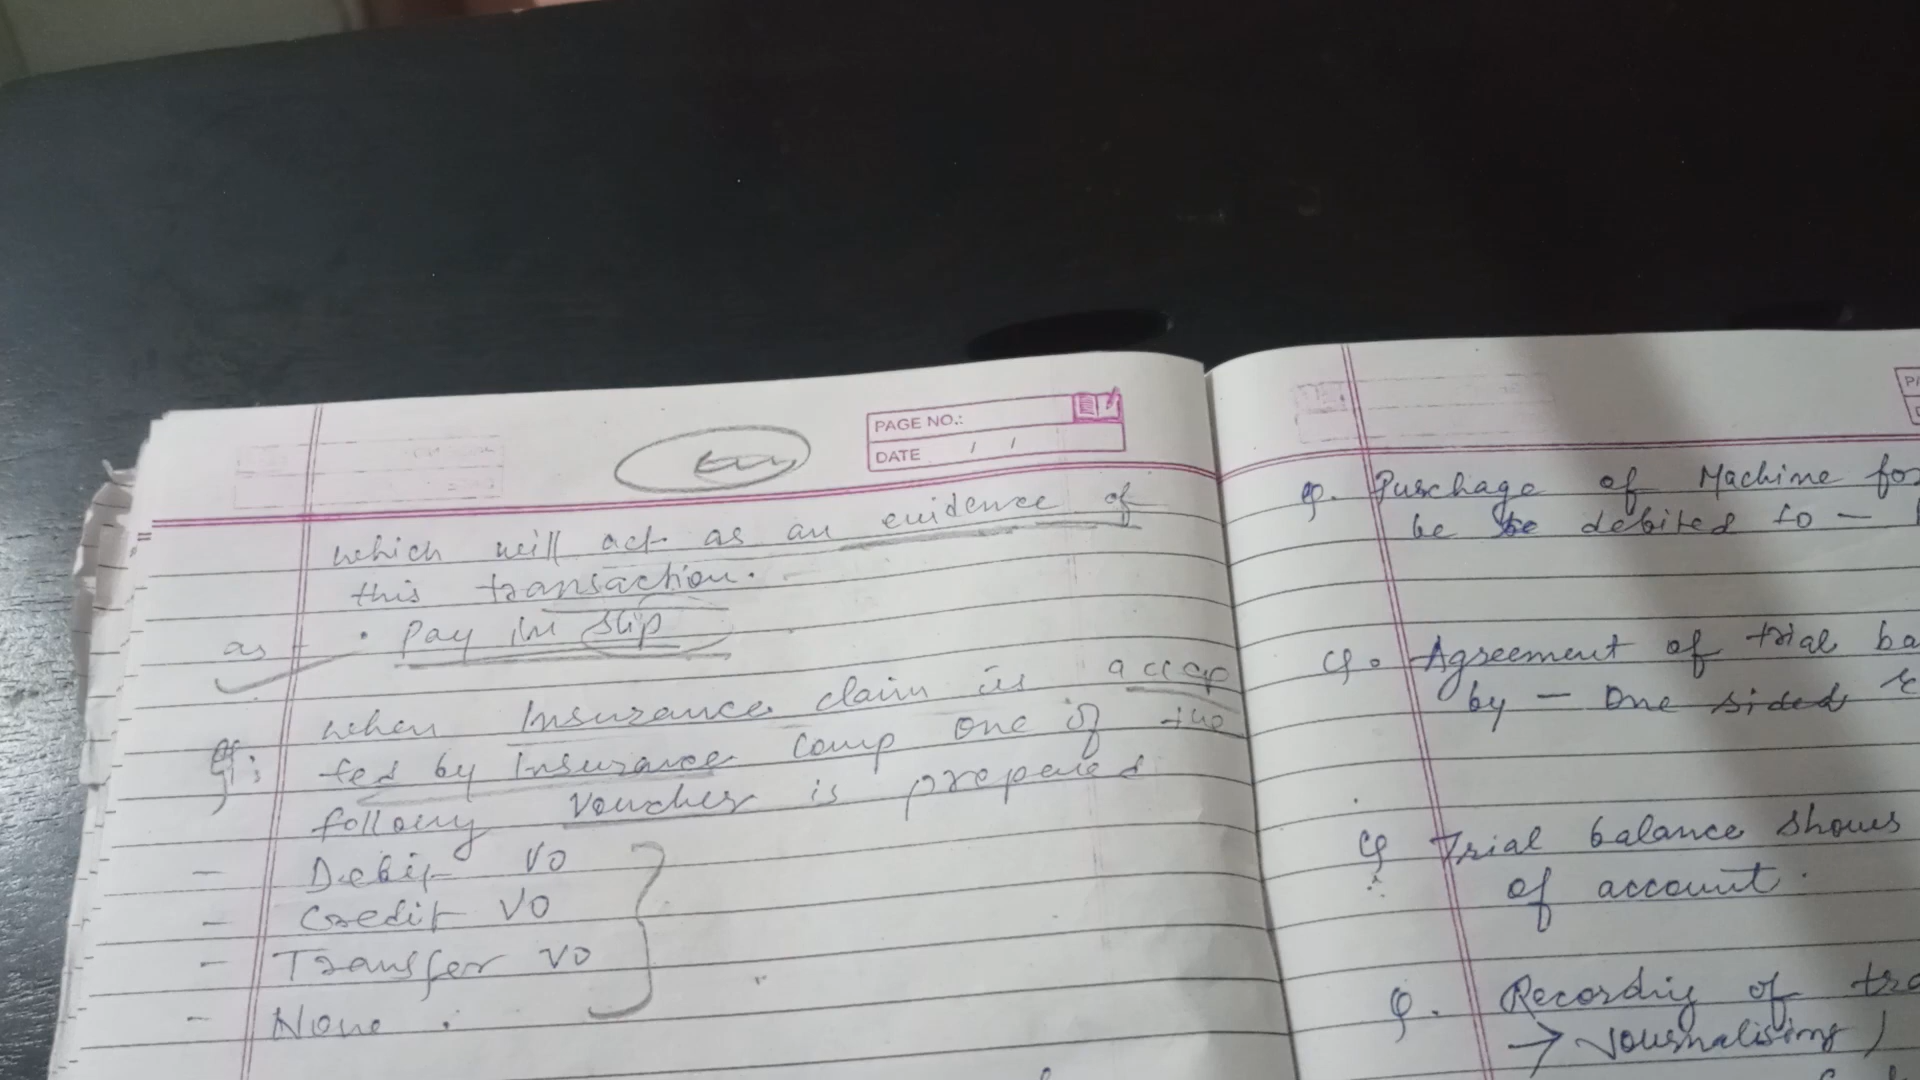 PAGE NO.:
DATE / /
which will act as an evidence of
this transaction.
as - • Pay in slip
Q: when Insurance claim is accep
ted by Insurance comp one of the
follong voucher is prepared
- Debit VO
- Credit VO
- Transfer VO
- None.
Q. Purchage of Machine for
be debited to -
Q. Agreement of trial ba
by - One sided
Q Trial balance shows
of account.
Q. Recording of tra
→ Journalising